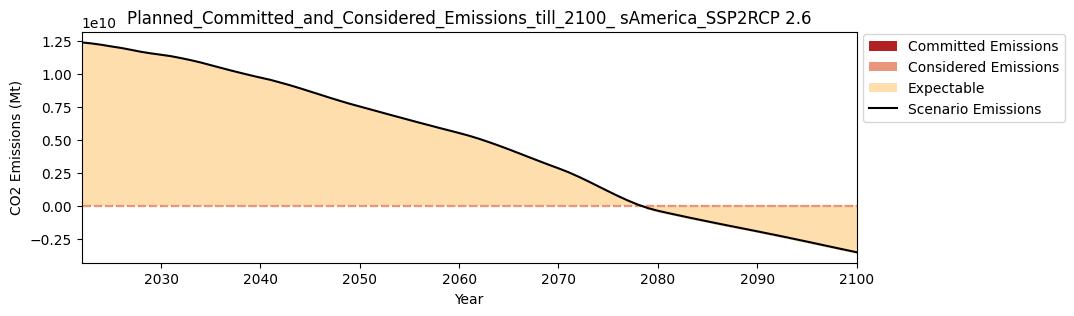 Planned_Committed_and_Considered_Emissions_till_2100_ sAmerica_SSP2RCP 2.6
1e10
1.25
1.00
0.75
0.50
0.25
0.00
−0.25
CO2 Emissions (Mt)
2030 2040 2050 2060 2070 2080 2090 2100
Year
Committed Emissions
Considered Emissions
Expectable
Scenario Emissions